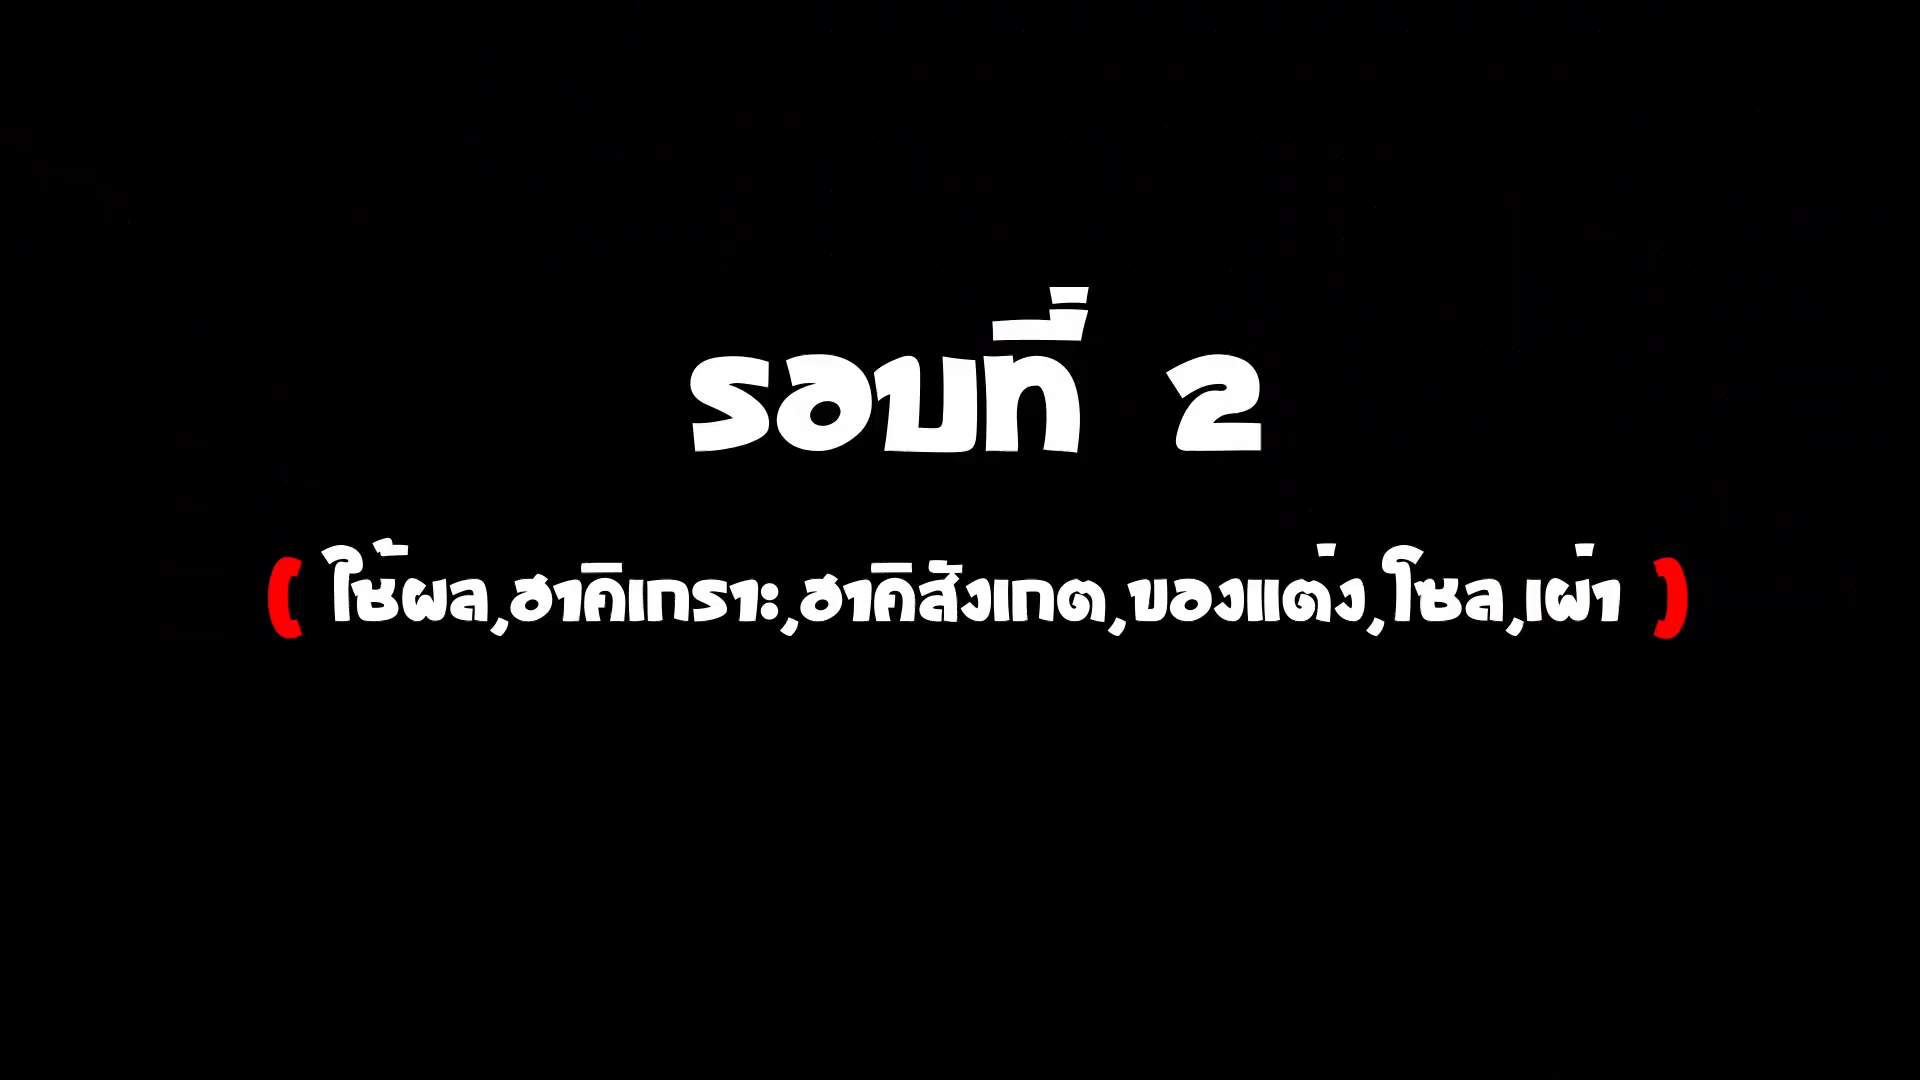 รอบที่ 2
( ใช้ผล,ฮาคิเกราะ,ฮาคิสังเกต,ของแต่ง,โซล,เผ่า )